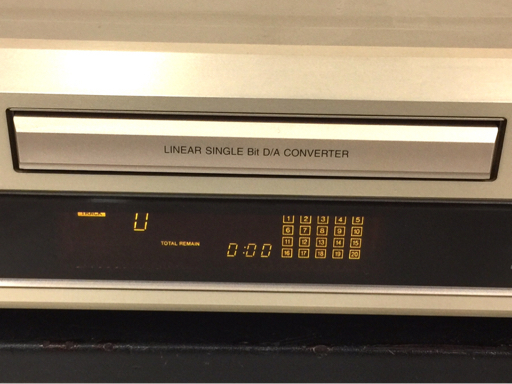 LINEAR SINGLE Bit D/A CONVERTER
TRACK
1 2 3 4 5
6 7 8 9 10
TOTAL REMAIN
11 12 13 14 15
0:00
16 17 18 19 20